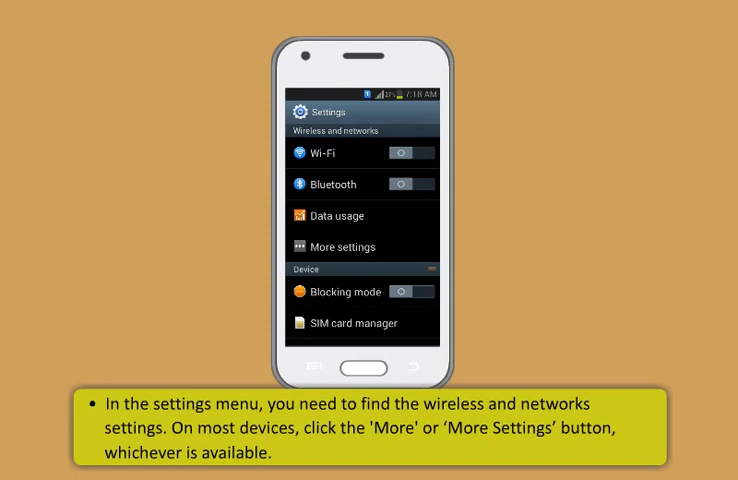 7:18 AM
Settings
Wireless and networks
Wi-Fi
Bluetooth
Data usage
More settings
Device
Blocking mode
SIM card manager
• In the settings menu, you need to find the wireless and networks
settings. On most devices, click the 'More' or ‘More Settings’ button,
whichever is available.